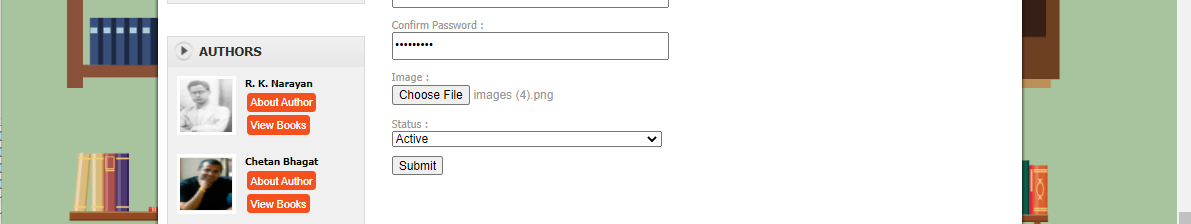 AUTHORS
R. K. Narayan
About Author
View Books
Chetan Bhagat
About Author
View Books
Confirm Password :
•••••••••
Image :
Choose File images (4).png
Status :
Active
Submit